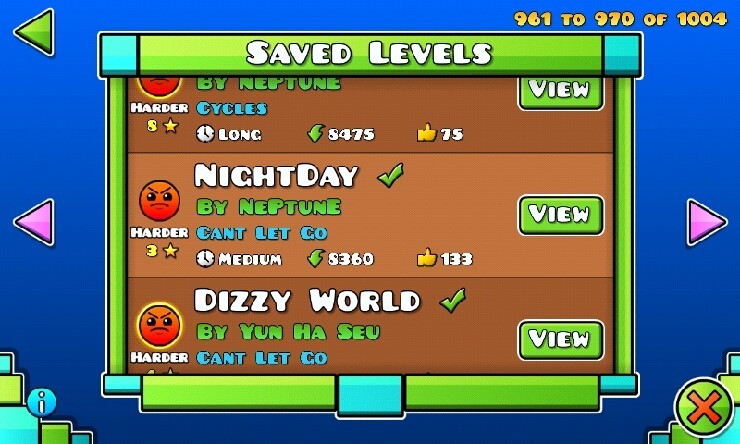 961 TO 970 OF 1004
SAVED LEVELS
BY NEPTUNE
VIEW
HARDER CYCLES
8
LONG 8475 75
NIGHTDAY
BY NEPTUNE
VIEW
HARDER CANT LET GO
3
MEDIUM 8360 133
DIZZY WORLD
BY YUN HA SEU
VIEW
HARDER CANT LET GO
i